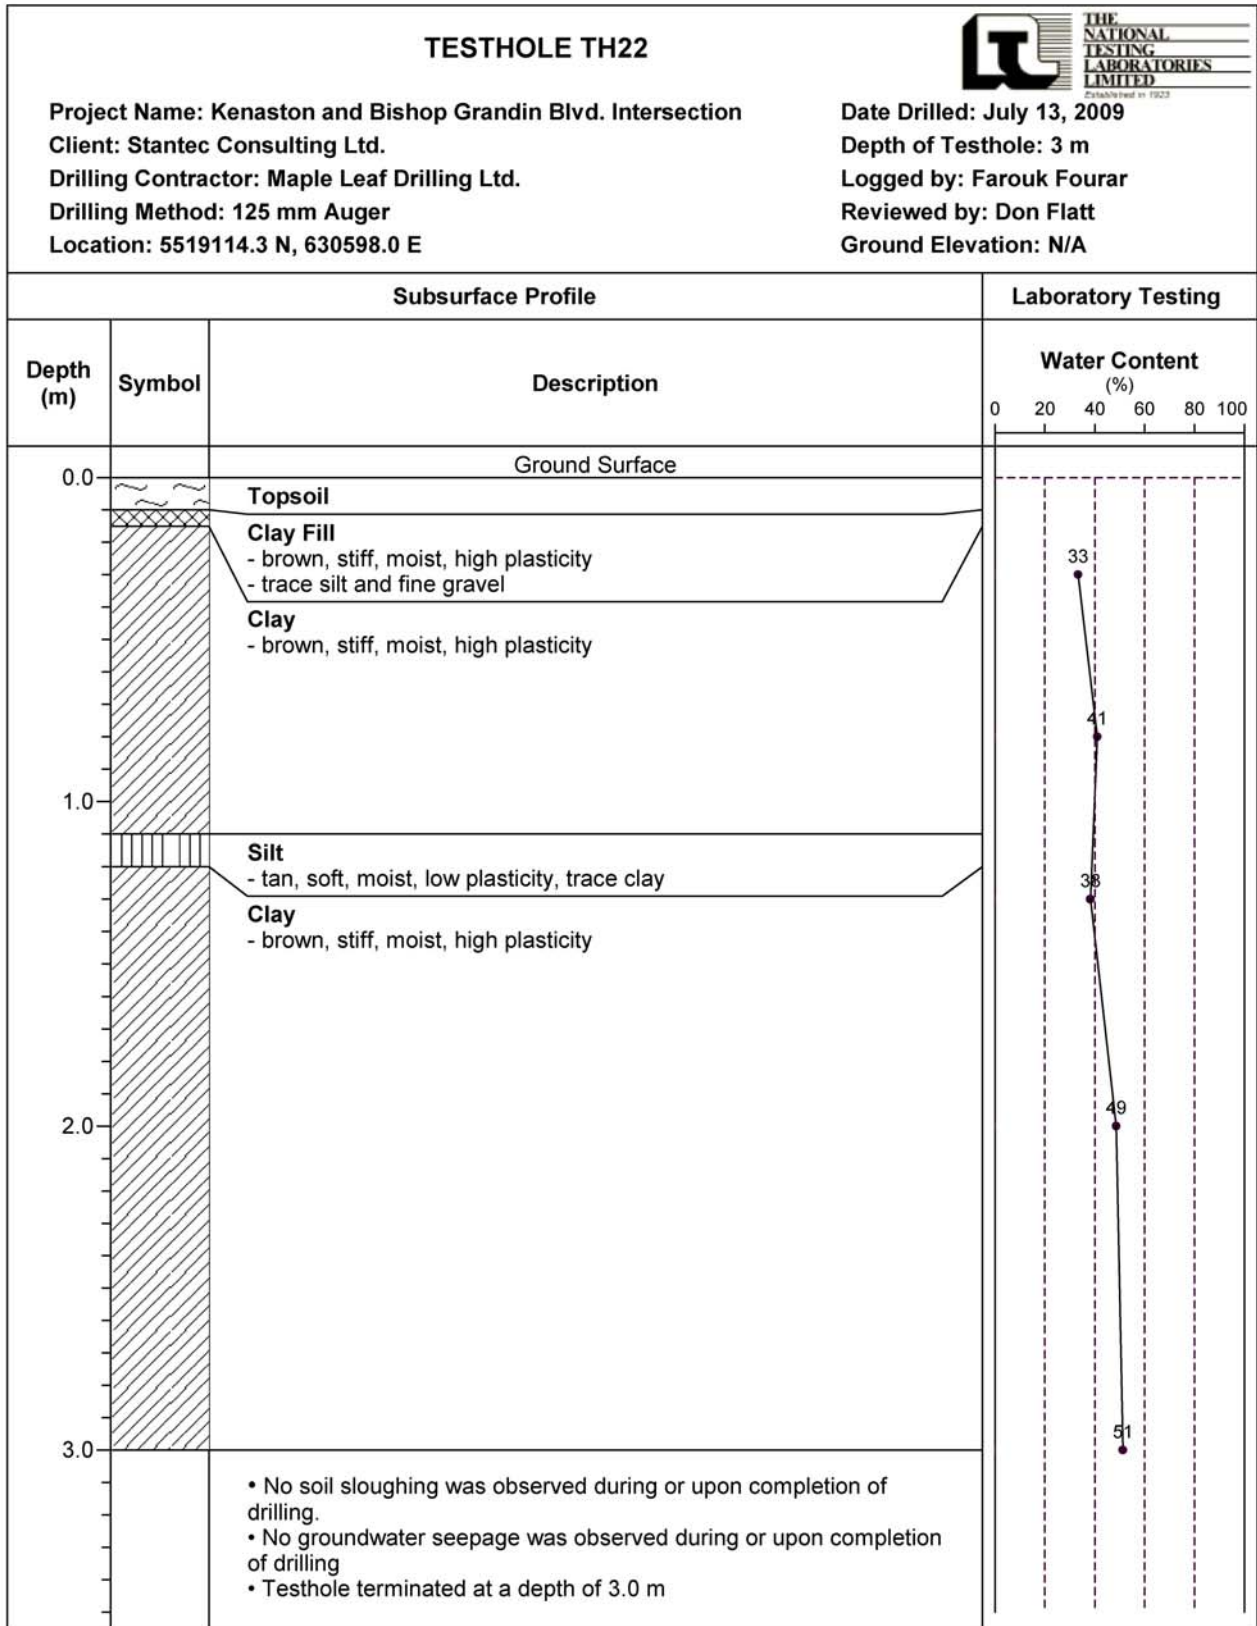 TESTHOLE TH22
THE
NATIONAL
TESTING
LABORATORIES
LIMITED
Established in 1923
Project Name: Kenaston and Bishop Grandin Blvd. Intersection
Client: Stantec Consulting Ltd.
Drilling Contractor: Maple Leaf Drilling Ltd.
Drilling Method: 125 mm Auger
Location: 5519114.3 N, 630598.0 E
Date Drilled: July 13, 2009
Depth of Testhole: 3 m
Logged by: Farouk Fourar
Reviewed by: Don Flatt
Ground Elevation: N/A
Subsurface Profile
Laboratory Testing
Depth
(m)
Symbol
Description
Water Content
(%)
0 20 40 60 80 100
Ground Surface
0.0
Topsoil
Clay Fill
- brown, stiff, moist, high plasticity
- trace silt and fine gravel
33
Clay
- brown, stiff, moist, high plasticity
41
1.0
Silt
- tan, soft, moist, low plasticity, trace clay
38
Clay
- brown, stiff, moist, high plasticity
49
2.0
51
3.0
• No soil sloughing was observed during or upon completion of
drilling.
• No groundwater seepage was observed during or upon completion
of drilling
• Testhole terminated at a depth of 3.0 m